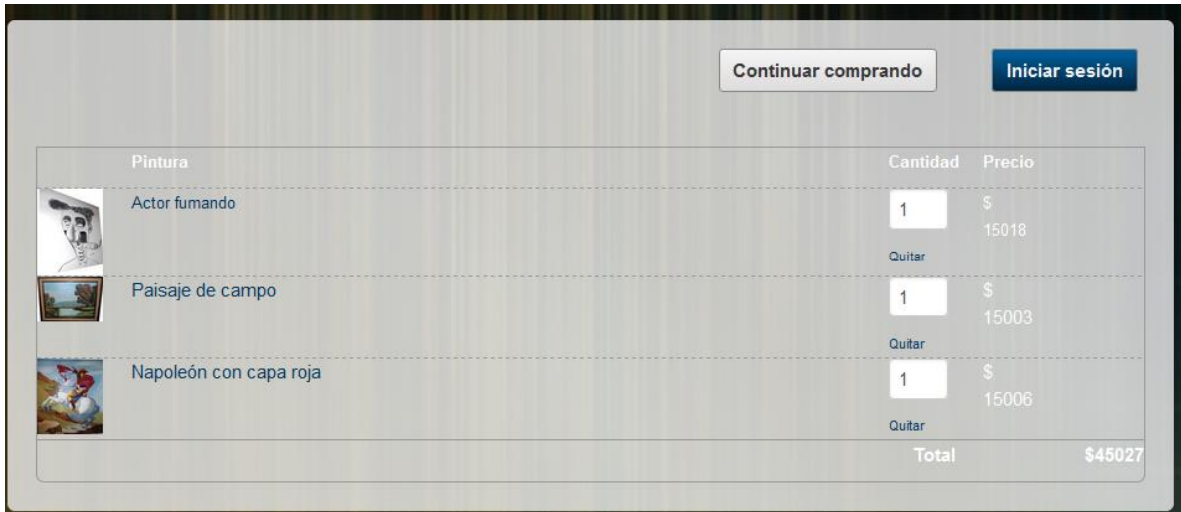 Continuar comprando Iniciar sesión
Pintura Cantidad Precio
Actor fumando 1 $
15018
Quitar
Paisaje de campo 1 $
15003
Quitar
Napoleón con capa roja 1 $
15006
Quitar
Total $45027